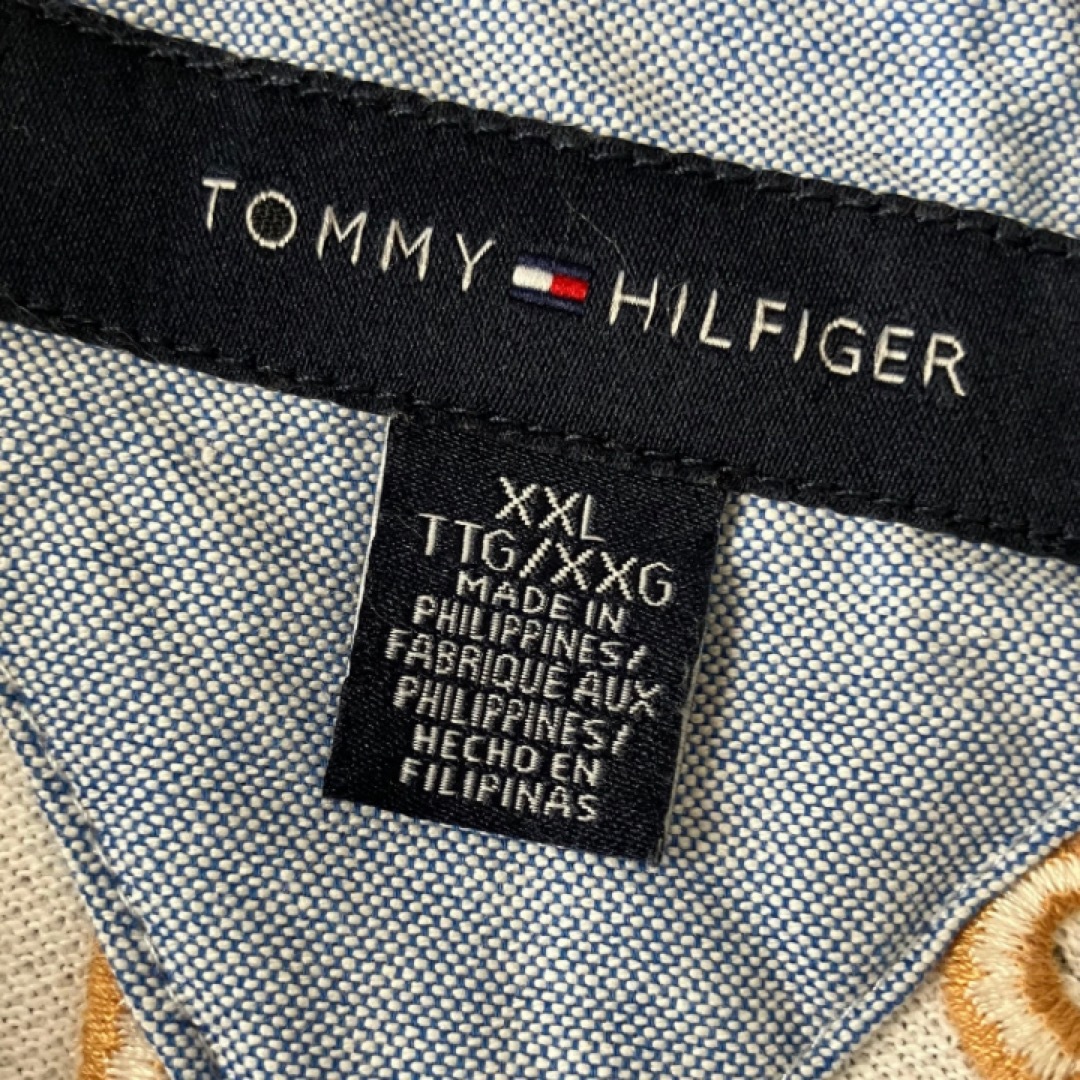 TOMMY HILFIGER
XXL
TTG/XXG
MADE IN
PHILIPPINES/
FABRIQUE AUX
PHILIPPINES/
HECHO EN
FILIPINAS